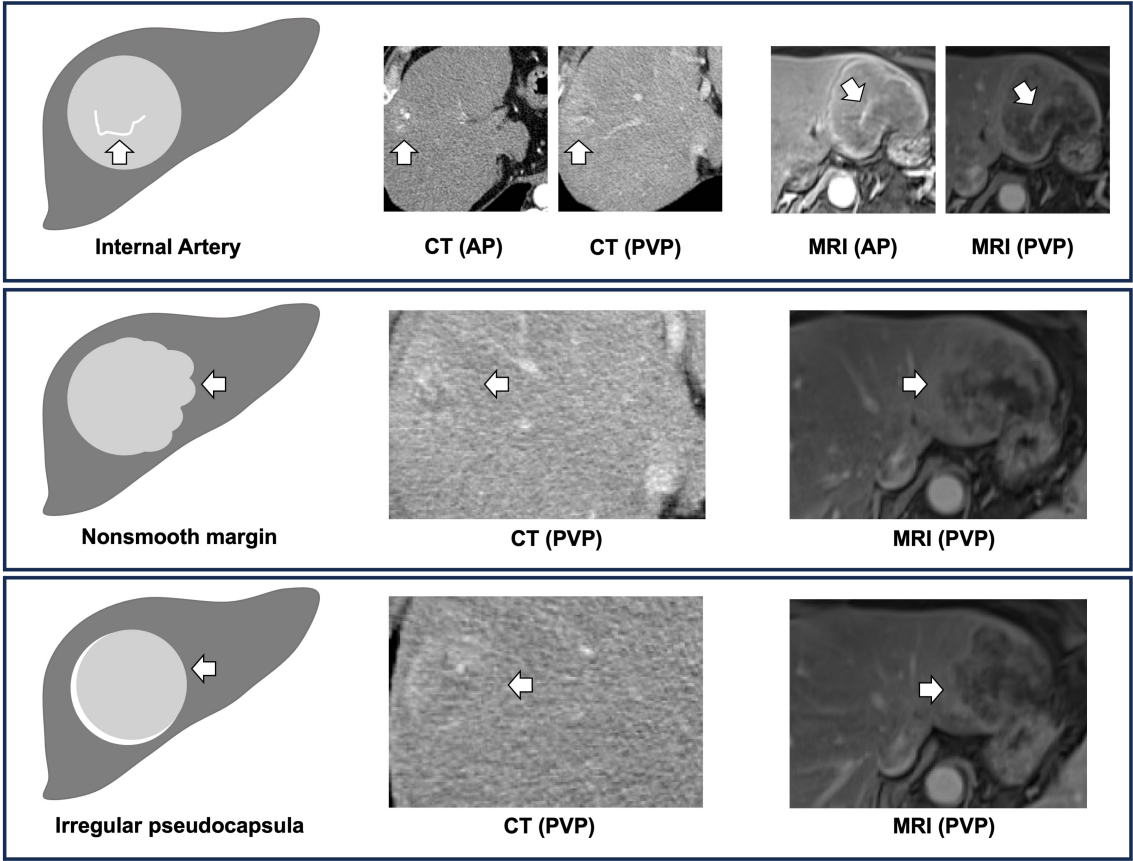 Internal Artery
CT (AP)
CT (PVP)
MRI (AP)
MRI (PVP)
Nonsmooth margin
CT (PVP)
MRI (PVP)
Irregular pseudocapsula
CT (PVP)
MRI (PVP)